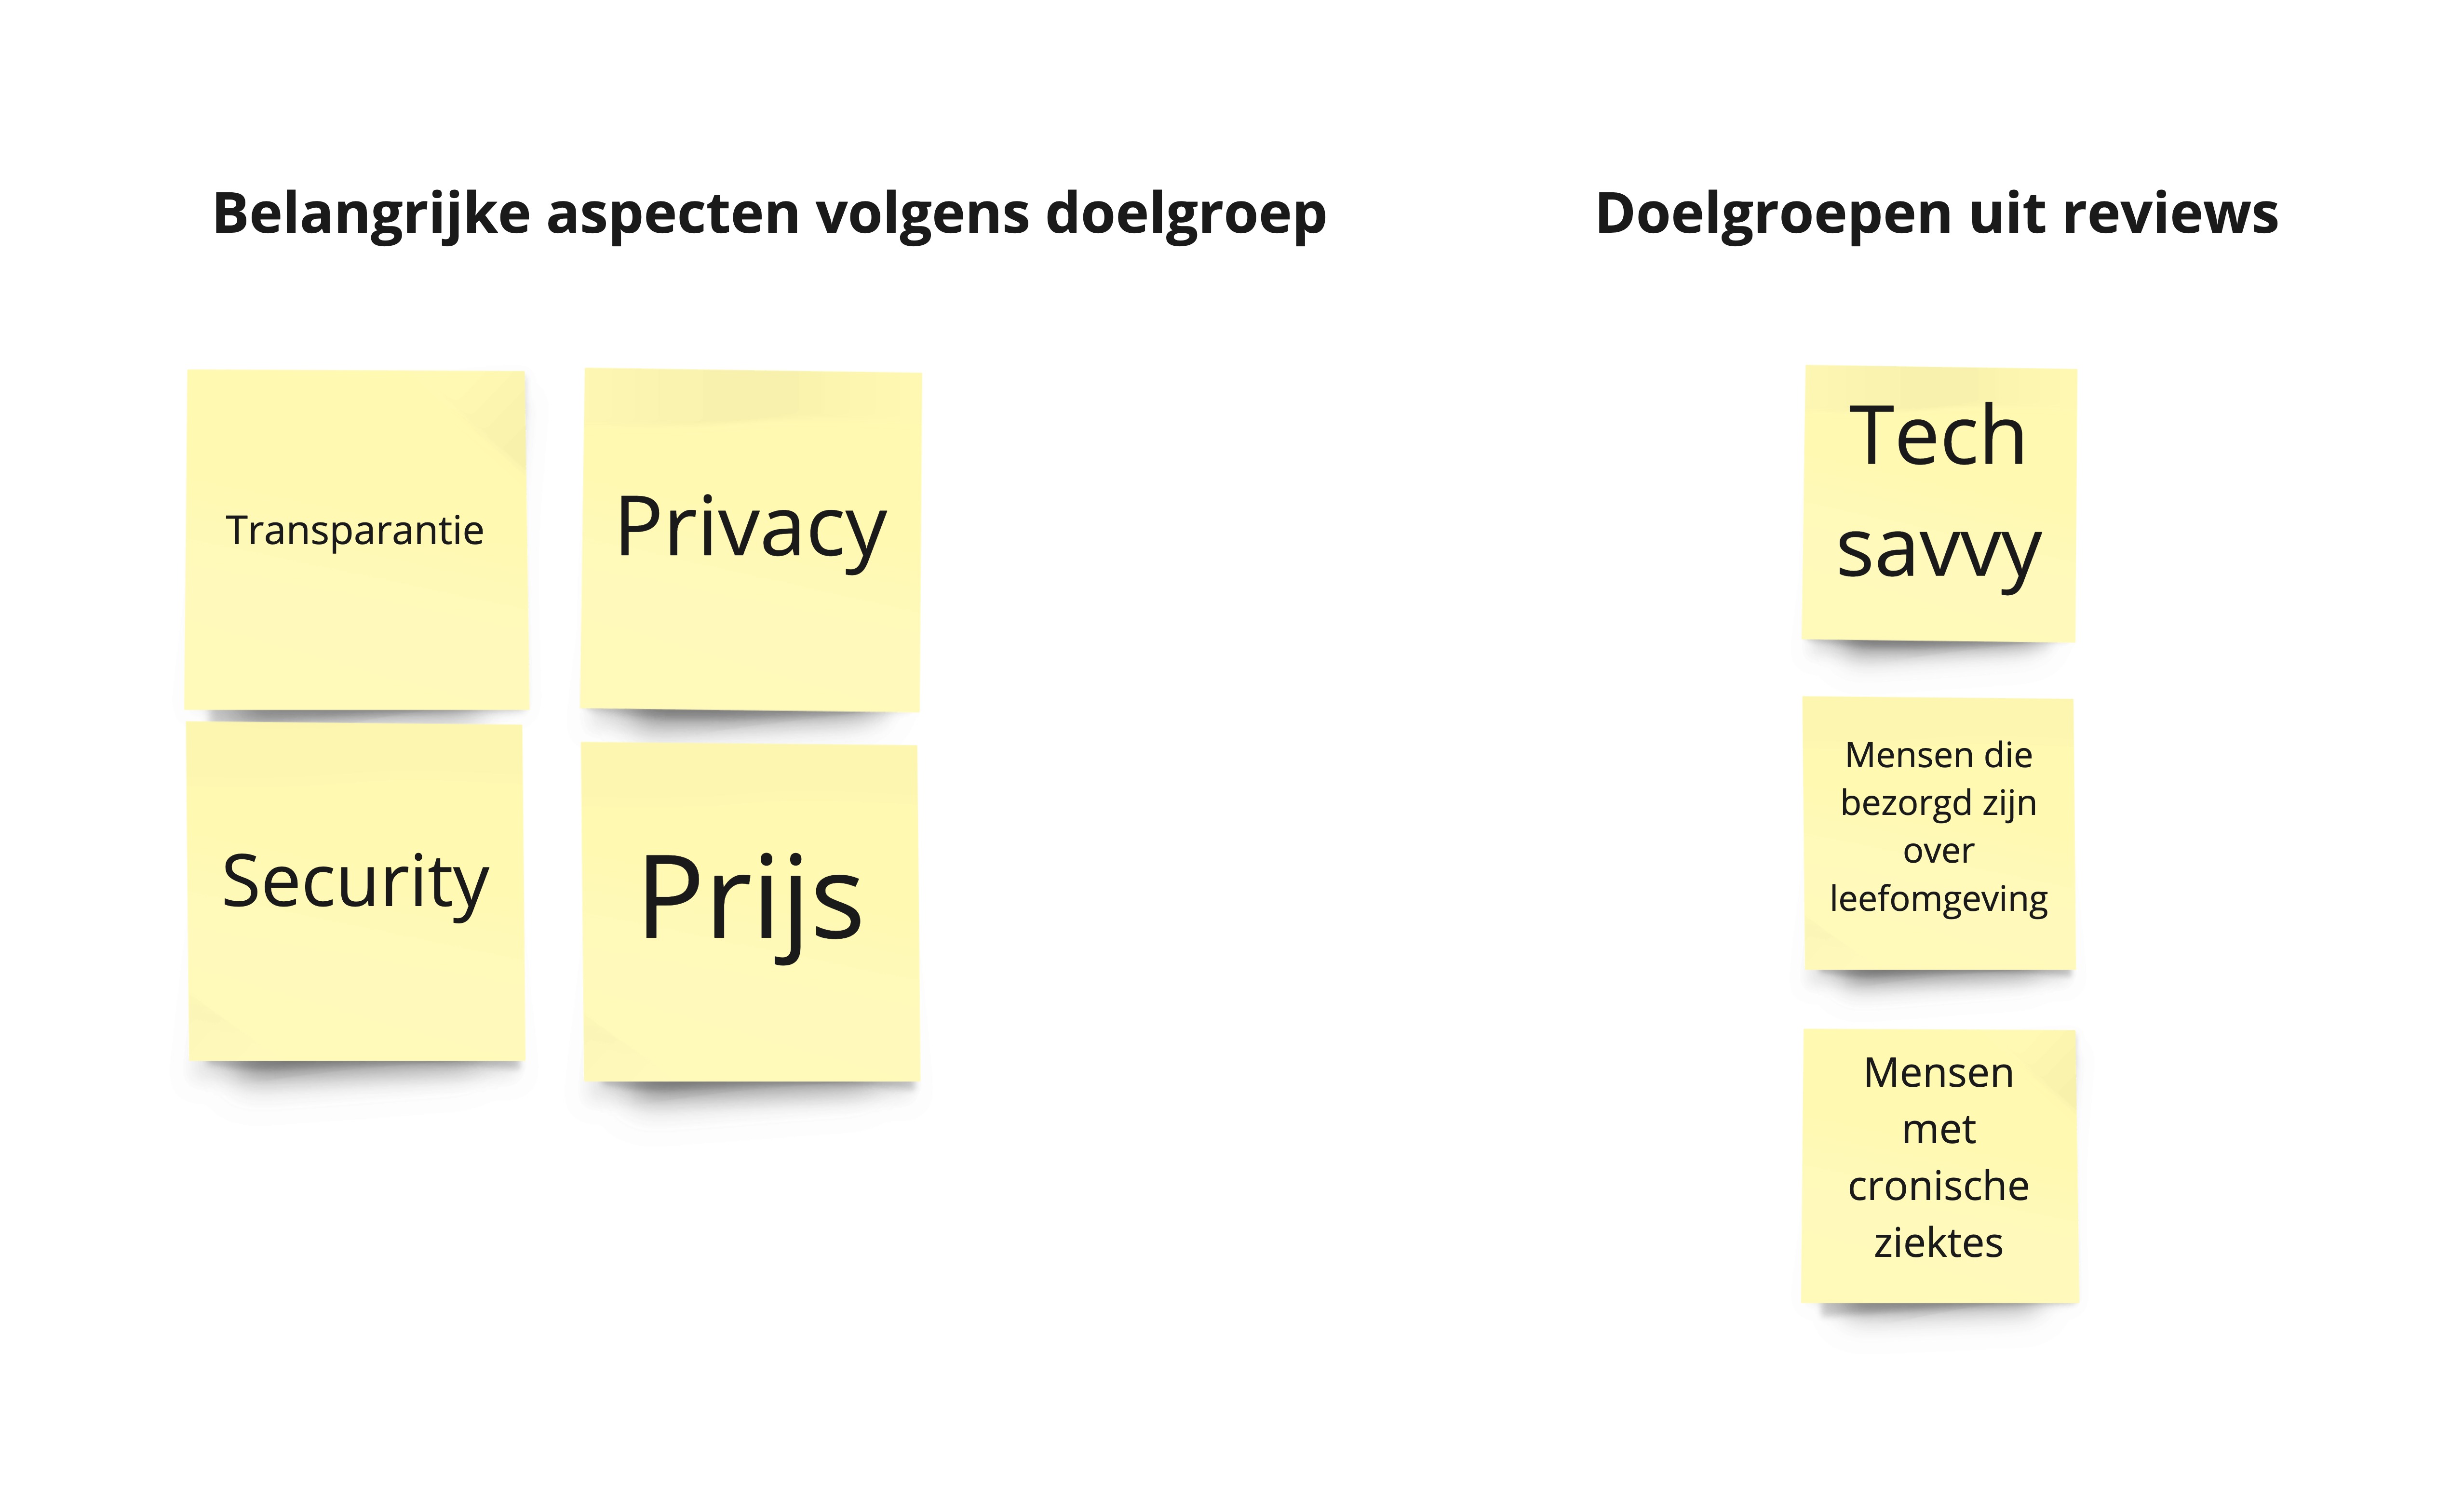 Belangrijke aspecten volgens doelgroep
Transparantie
Privacy
Security
Prijs
Doelgroepen uit reviews
Tech
savvy
Mensen die
bezorgd zijn
over
leefomgeving
Mensen
met
cronische
ziektes